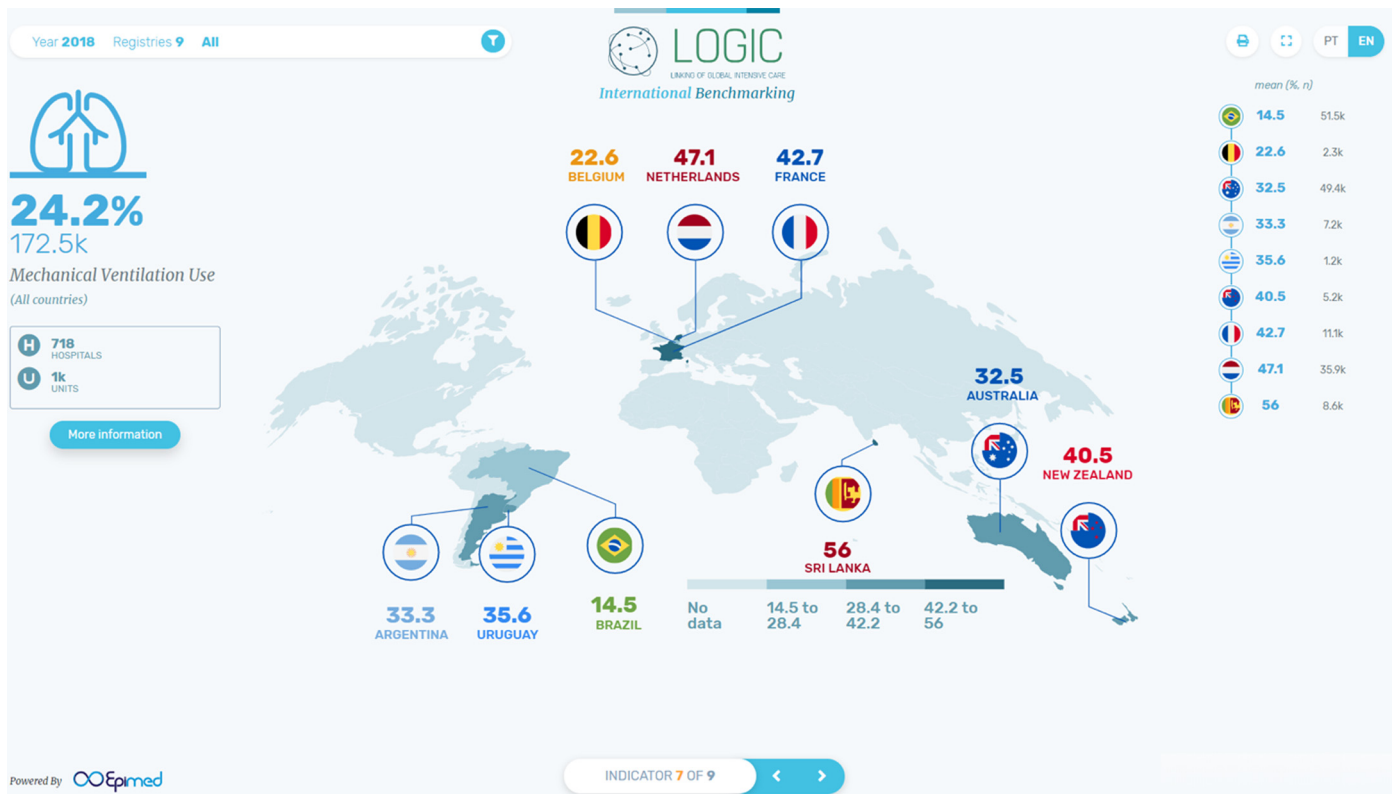 Year 2018 Registries 9 All
LOGIC
LINKING OF GLOBAL INTENSIVE CARE
International Benchmarking
PT EN
24.2%
172.5k
Mechanical Ventilation Use
(All countries)
H 718
HOSPITALS
U 1k
UNITS
More information
22.6
BELGIUM
47.1
NETHERLANDS
42.7
FRANCE
32.5
AUSTRALIA
40.5
NEW ZEALAND
56
SRI LANKA
33.3
ARGENTINA
35.6
URUGUAY
14.5
BRAZIL
No
data
14.5 to
28.4
28.4 to
42.2
42.2 to
56
mean (%, n)
14.5 51.5k
22.6 2.3k
32.5 49.4k
33.3 7.2k
35.6 1.2k
40.5 5.2k
42.7 11.1k
47.1 35.9k
56 8.6k
Powered By Epimed
INDICATOR 7 OF 9